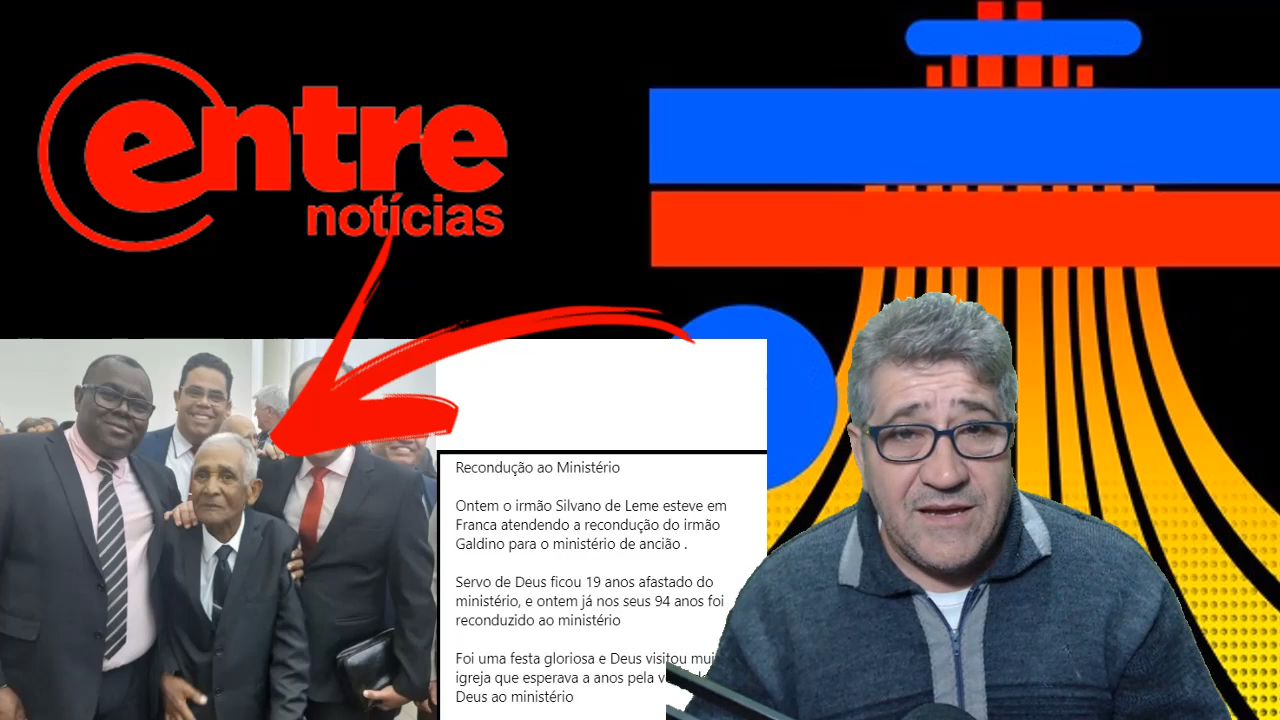 entre
notícias
Recondução ao Ministério
Ontem o irmão Silvano de Leme esteve em
Franca atendendo a recondução do irmão
Galdino para o ministério de ancião .
Servo de Deus ficou 19 anos afastado do
ministério, e ontem já nos seus 94 anos foi
reconduzido ao ministério
Foi uma festa gloriosa e Deus visitou
igreja que esperava a anos pela
Deus ao ministério